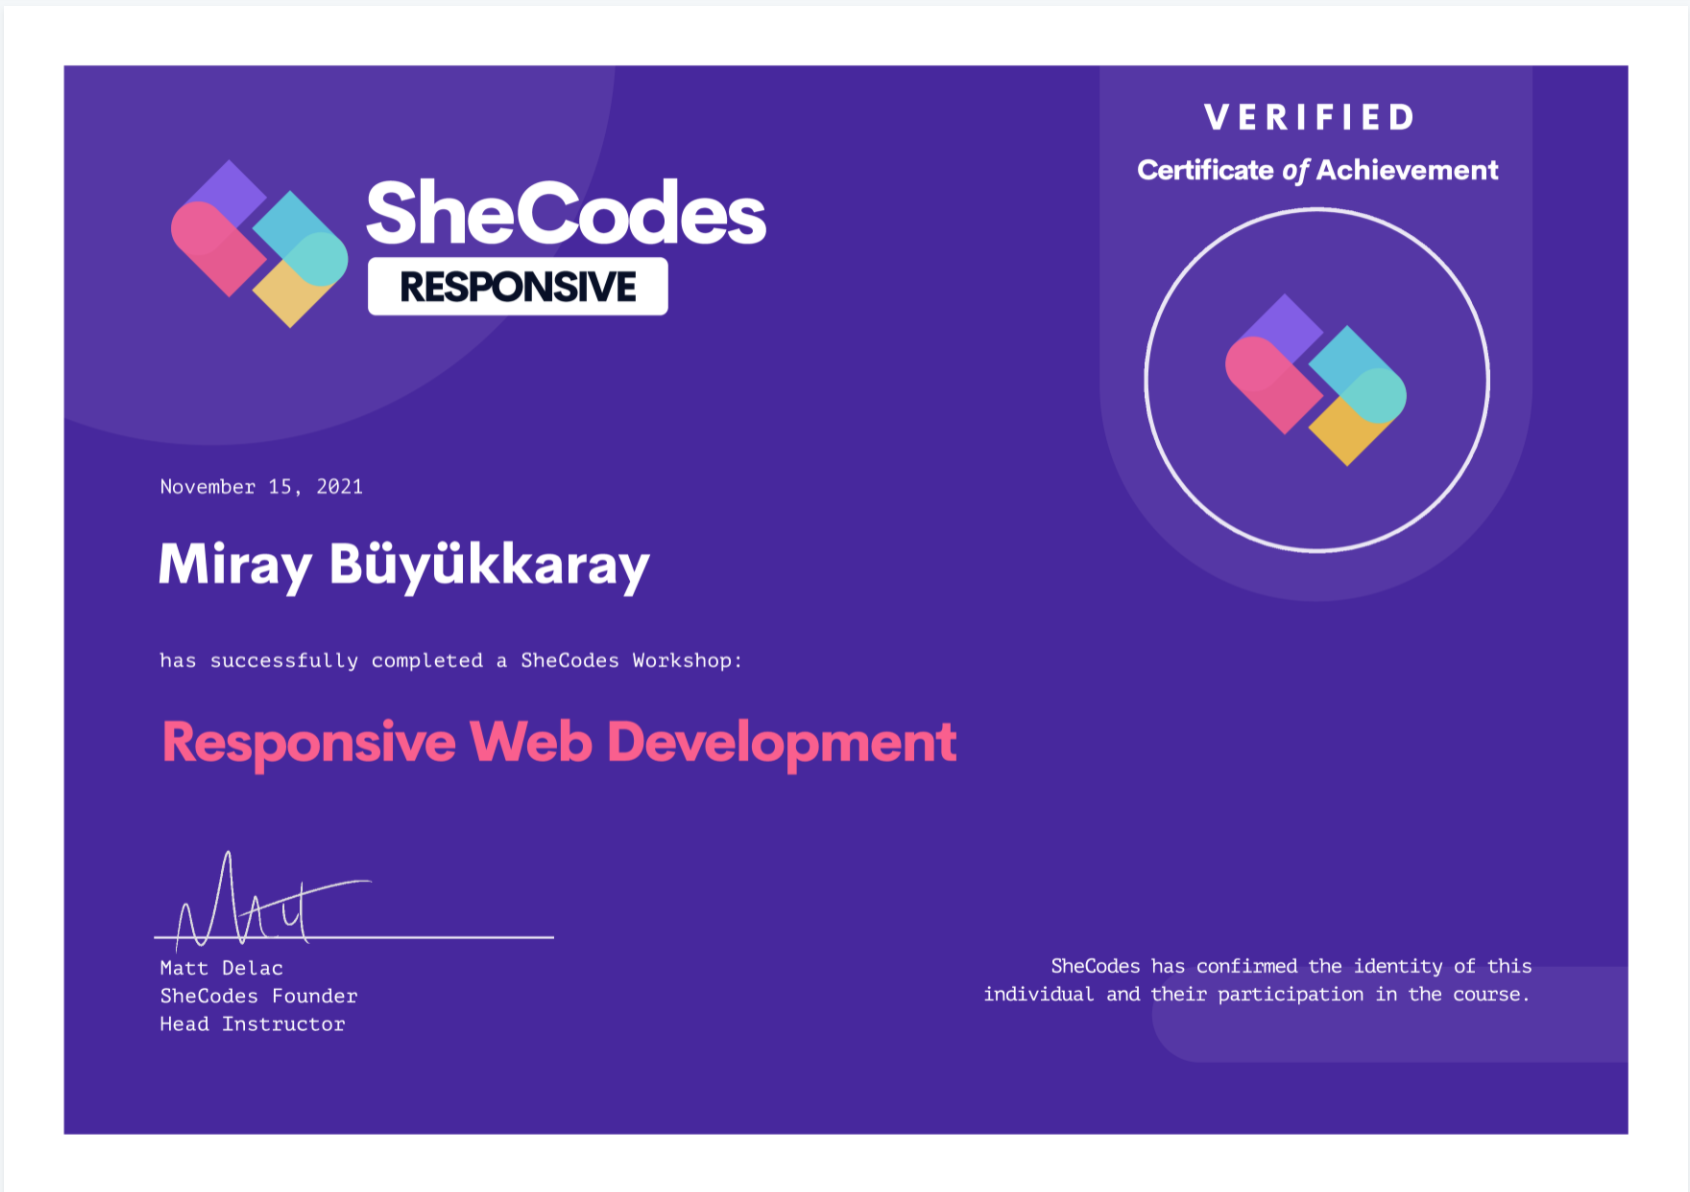 SheCodes
RESPONSIVE
VERIFIED
Certificate of Achievement
November 15, 2021
Miray Büyükkaray
has successfully completed a SheCodes Workshop:
Responsive Web Development
Matt
Matt Delac
SheCodes Founder
Head Instructor
SheCodes has confirmed the identity of this
individual and their participation in the course.